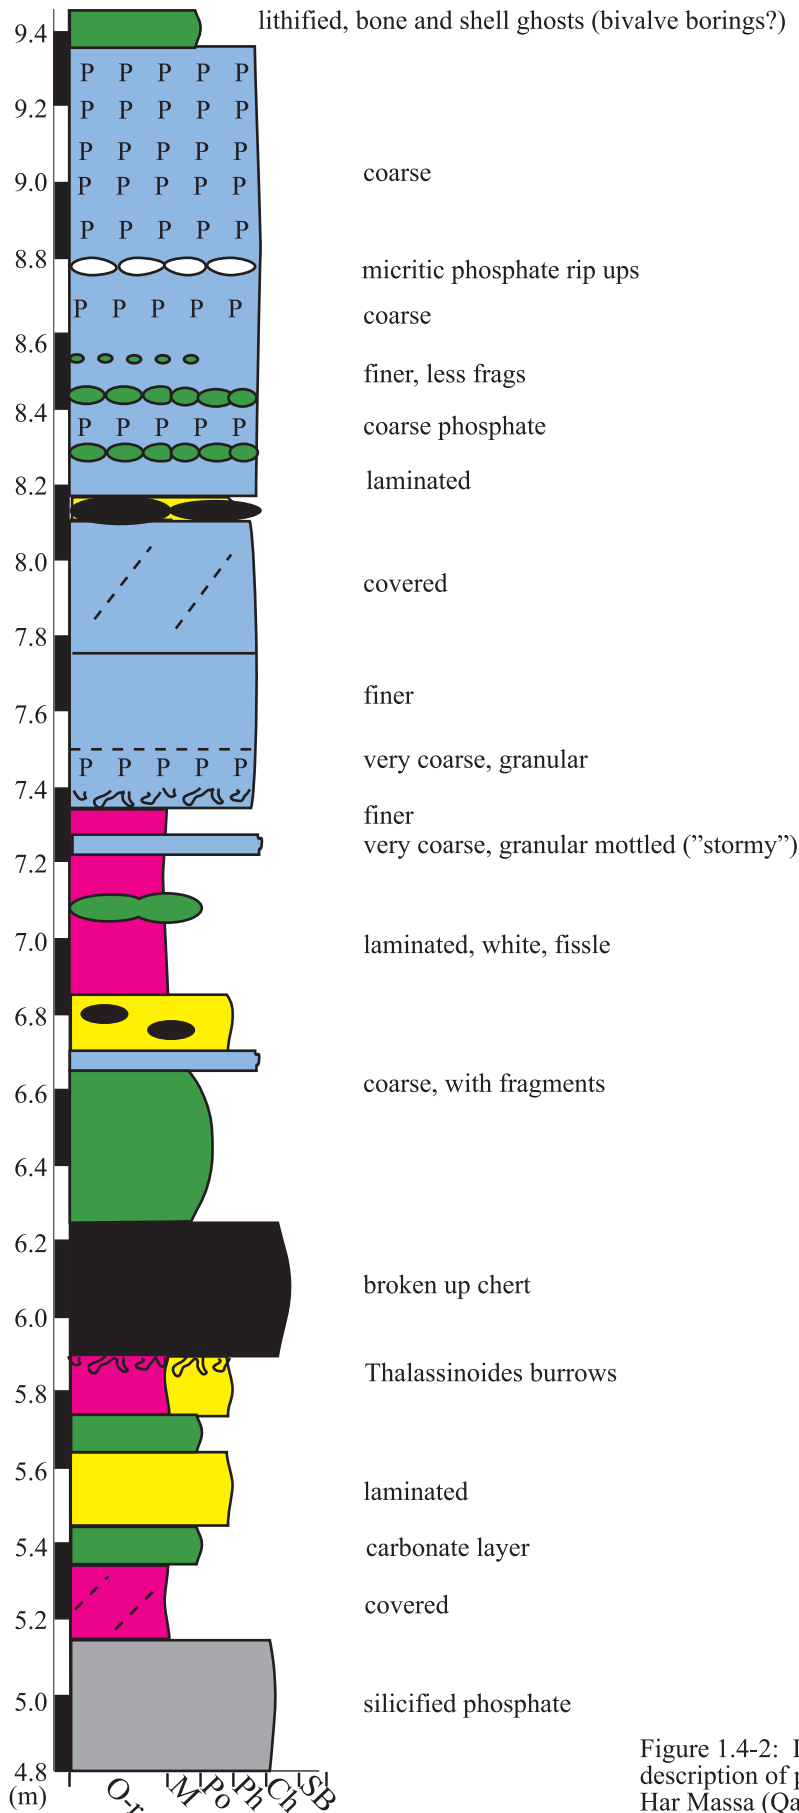 9.4 lithified, bone and shell ghosts (bivalve borings?)
P P P P P
9.2 P P P P P
P P P P P
9.0 P P P P P coarse
P P P P P
8.8
micritic phosphate rip ups
P P P P P coarse
8.6
finer, less frags
8.4
P P P P P coarse phosphate
8.2 laminated
8.0
covered
7.8
finer
7.6
very coarse, granular
P P P P P
7.4
finer
very coarse, granular mottled ("stormy")
7.2
7.0 laminated, white, fissle
6.8
6.6 coarse, with fragments
6.4
6.2
broken up chert
6.0
Thalassinoides burrows
5.8
5.6
laminated
5.4 carbonate layer
covered
5.2
5.0 silicified phosphate
4.8
(m) M Po Ph Ch SB
Figure 1.4-2:
description of
Har Massa